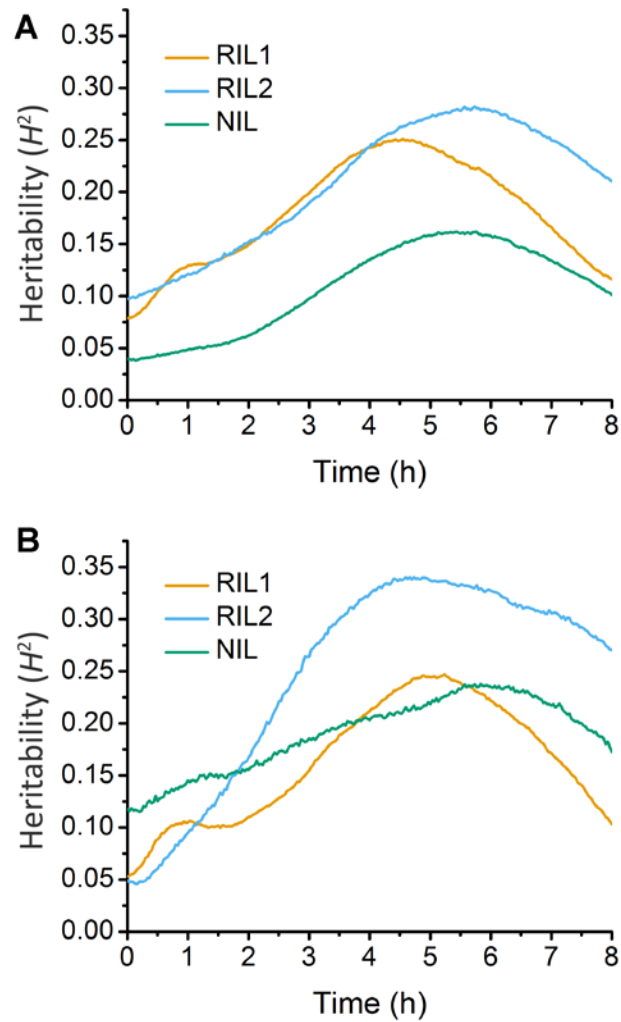 A
Heritability (H²)
0.35
0.30
0.25
0.20
0.15
0.10
0.05
0.00
RIL1
RIL2
NIL
0 1 2 3 4 5 6 7 8
Time (h)
B
Heritability (H²)
0.35
0.30
0.25
0.20
0.15
0.10
0.05
0.00
RIL1
RIL2
NIL
0 1 2 3 4 5 6 7 8
Time (h)